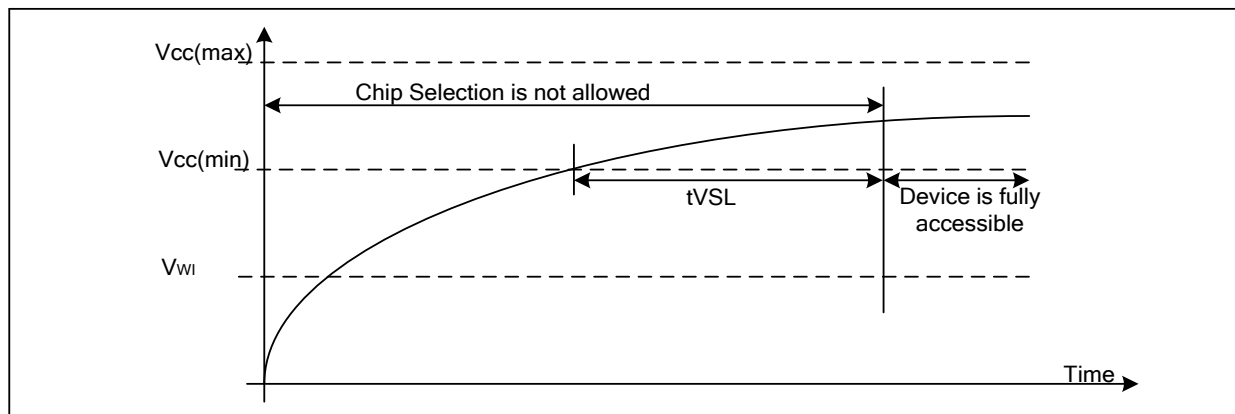 Vcc(max)
Chip Selection is not allowed
Vcc(min)
tVSL
Device is fully
accessible
VWI
Time